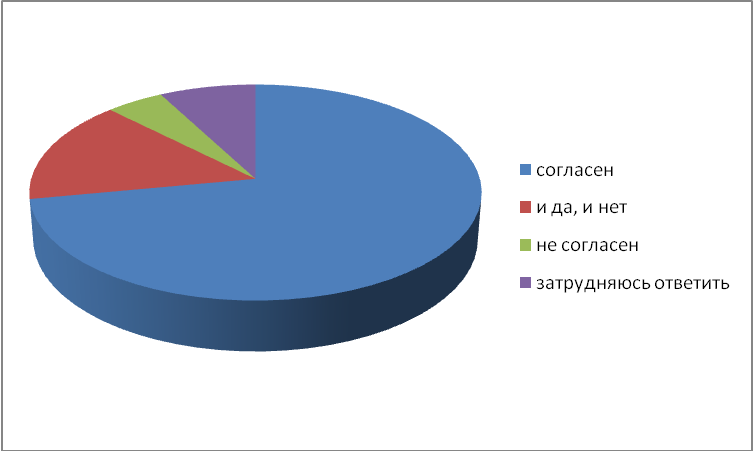 согласен
и да, и нет
не согласен
затрудняюсь ответить